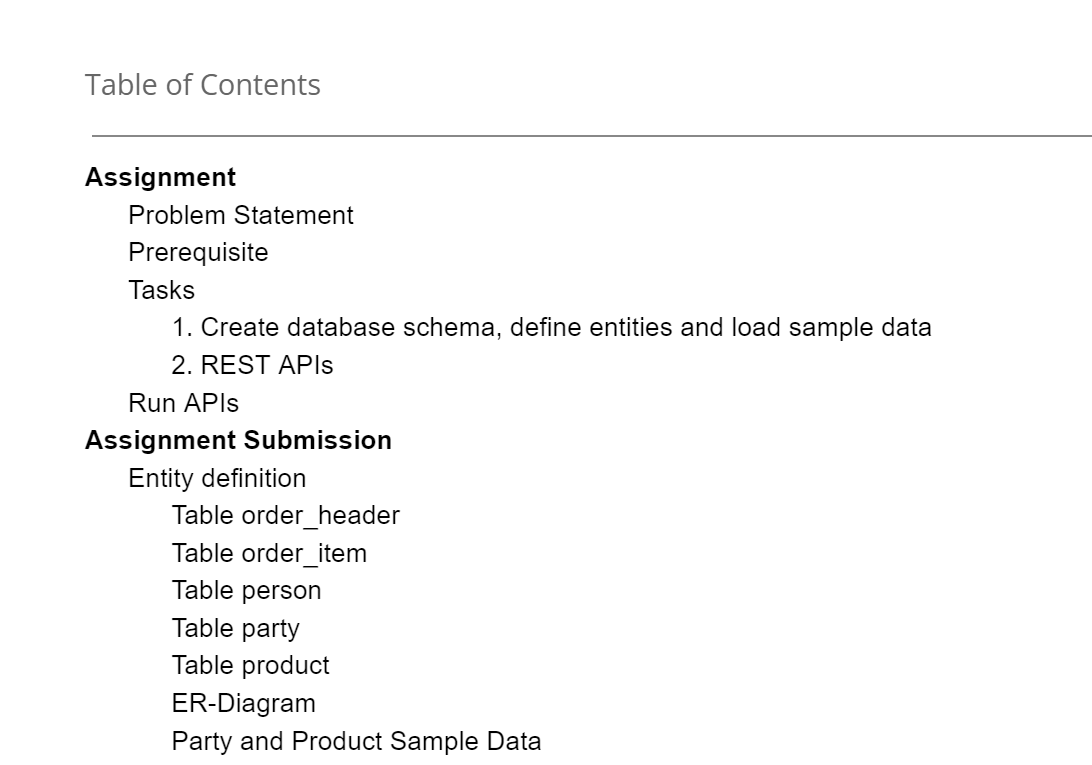 Table of Contents
Assignment
Problem Statement
Prerequisite
Tasks
1. Create database schema, define entities and load sample data
2. REST APIs
Run APIs
Assignment Submission
Entity definition
Table order_header
Table order_item
Table person
Table party
Table product
ER-Diagram
Party and Product Sample Data